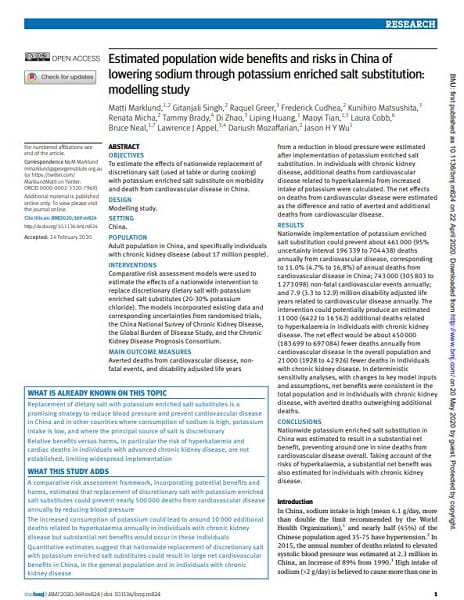 RESEARCH
OPEN ACCESS
Check for updates
Estimated population wide benefits and risks in China of
lowering sodium through potassium enriched salt substitution:
modelling study
Matti Marklund,1,2 Gitanjali Singh,2 Raquel Greer,3 Frederick Cudhea,2 Kunihiro Matsushita,3
Renata Micha,2 Tammy Brady,4 Di Zhao,3 Liping Huang,1 Maoyi Tian,1,5 Laura Cobb,6
Bruce Neal,1,7 Lawrence J Appel,3,4 Dariush Mozaffarian,2 Jason H Y Wu1
For numbered affiliations see
end of the article.
Correspondence to: M Marklund
mmarklund@georgeinstitute.org.au
(or https://twitter.com/
MarklundMatti on Twitter:
ORCID 0000-0002-3320-796X)
Additional material is published
online only. To view please visit
the journal online.
Cite this as: BMJ 2020;369:m824
http://dx.doi.org/10.1136/bmj.m824
Accepted: 24 February 2020
ABSTRACT
OBJECTIVES
To estimate the effects of nationwide replacement of
discretionary salt (used at table or during cooking)
with potassium enriched salt substitute on morbidity
and death from cardiovascular disease in China.
DESIGN
Modelling study.
SETTING
China.
POPULATION
Adult population in China, and specifically individuals
with chronic kidney disease (about 17 million people).
INTERVENTIONS
Comparative risk assessment models were used to
estimate the effects of a nationwide intervention to
replace discretionary dietary salt with potassium
enriched salt substitutes (20-30% potassium
chloride). The models incorporated existing data and
corresponding uncertainties from randomised trials,
the China National Survey of Chronic Kidney Disease,
the Global Burden of Disease Study, and the Chronic
Kidney Disease Prognosis Consortium.
MAIN OUTCOME MEASURES
Averted deaths from cardiovascular disease, non-
fatal events, and disability adjusted life years
from a reduction in blood pressure were estimated
after implementation of potassium enriched salt
substitution. In individuals with chronic kidney
disease, additional deaths from cardiovascular
disease related to hyperkalaemia from increased
intake of potassium were calculated. The net effects
on deaths from cardiovascular disease were estimated
as the difference and ratio of averted and additional
deaths from cardiovascular disease.
RESULTS
Nationwide implementation of potassium enriched
salt substitution could prevent about 461 000 (95%
uncertainty interval 196 339 to 704 438) deaths
annually from cardiovascular disease, corresponding
to 11.0% (4.7% to 16.8%) of annual deaths from
cardiovascular disease in China; 743 000 (305 803 to
1 273 098) non-fatal cardiovascular events annually;
and 7.9 (3.3 to 12.9) million disability adjusted life
years related to cardiovascular disease annually. The
intervention could potentially produce an estimated
11 000 (6422 to 16 562) additional deaths related
to hyperkalaemia in individuals with chronic kidney
disease. The net effect would be about 450 000
(183 699 to 697 084) fewer deaths annually from
cardiovascular disease in the overall population and
21 000 (1928 to 42 926) fewer deaths in individuals
with chronic kidney disease. In deterministic
sensitivity analyses, with changes to key model inputs
and assumptions, net benefits were consistent in the
total population and in individuals with chronic kidney
disease, with averted deaths outweighing additional
deaths.
CONCLUSIONS
Nationwide potassium enriched salt substitution in
China was estimated to result in a substantial net
benefit, preventing around one in nine deaths from
cardiovascular disease overall. Taking account of the
risks of hyperkalaemia, a substantial net benefit was
also estimated for individuals with chronic kidney
disease.
Introduction
In China, sodium intake is high (mean 4.1 g/day, more
than double the limit recommended by the World
Health Organization),1 and nearly half (45%) of the
Chinese population aged 35-75 have hypertension.2 In
2015, the annual number of deaths related to elevated
systolic blood pressure was estimated at 2.3 million in
China, an increase of 89% from 1990.3 High intake of
sodium (>2 g/day) is believed to cause more than one in
WHAT IS ALREADY KNOWN ON THIS TOPIC
Replacement of dietary salt with potassium enriched salt substitutes is a
promising strategy to reduce blood pressure and prevent cardiovascular disease
in China and in other countries where consumption of sodium is high, potassium
intake is low, and where the principal source of salt is discretionary
Relative benefits versus harms, in particular the risk of hyperkalaemia and
cardiac deaths in individuals with advanced chronic kidney disease, are not
established, limiting widespread implementation
WHAT THIS STUDY ADDS
A comparative risk assessment framework, incorporating potential benefits and
harms, estimated that replacement of discretionary salt with potassium enriched
salt substitutes could prevent nearly 500 000 deaths from cardiovascular disease
annually by reducing blood pressure
The increased consumption of potassium could lead to around 10 000 additional
deaths related to hyperkalaemia annually in individuals with chronic kidney
disease but substantial net benefits would occur in these individuals
Quantitative estimates suggest that nationwide replacement of discretionary salt
with potassium enriched salt substitutes could result in large net cardiovascular
benefits in China, in the general population and in individuals with chronic
kidney disease
the bmj | BMJ 2020;369:m824 | doi: 10.1136/bmj.m824
1
BMJ: first published as 10.1136/bmj.m824 on 22 April 2020. Downloaded from http://www.bmj.com/ on 20 May 2020 by guest. Protected by copyright.